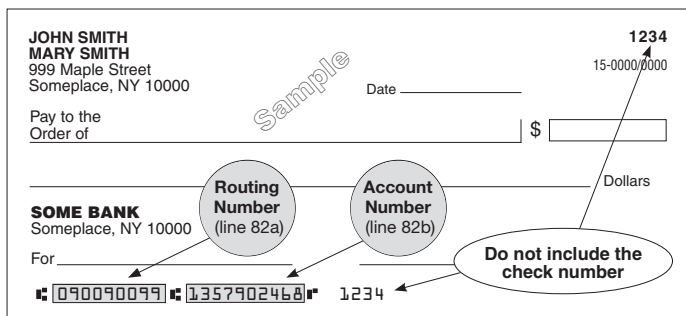 JOHN SMITH
1234
MARY SMITH
999 Maple Street
15-0000/0000
Someplace, NY 10000
Sample
Date
Pay to the
Order of
$
Dollars
Routing
Number
(line 82a)
Account
Number
(line 82b)
SOME BANK
Someplace, NY 10000
For
Do not include the
check number
090090099 1357902468 1234